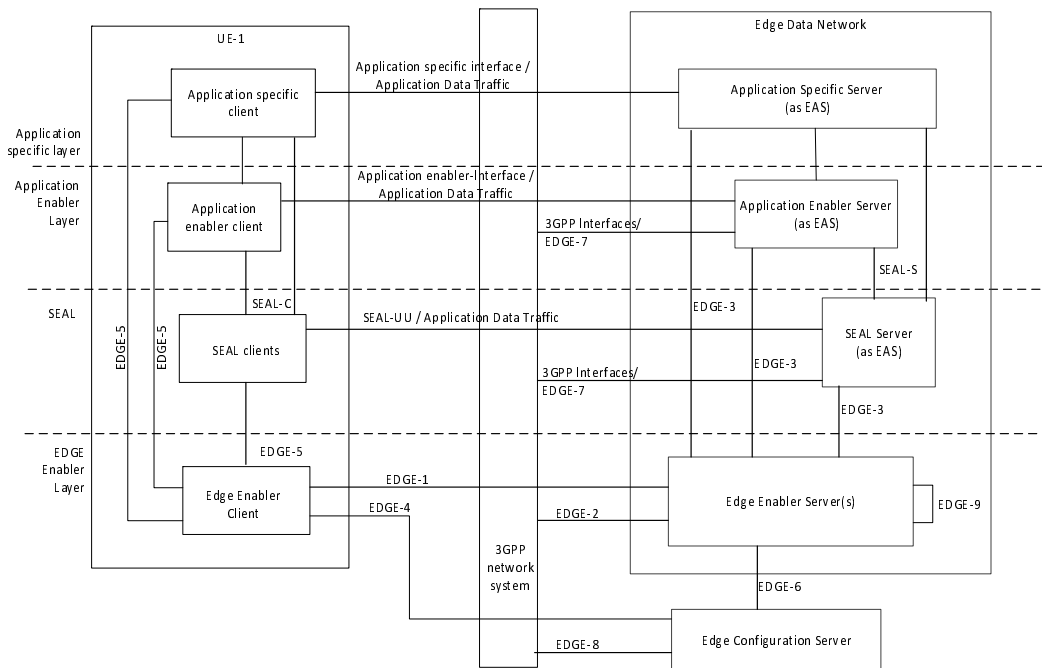 Edge Data Network
UE-1
Application specific interface /
Application Data Traffic
Application specific
client
Application Specific Server
(as EAS)
Application
specific layer
Application enabler-Interface /
Application Data Traffic
Application
Enabler
Layer
Application
enabler client
Application Enabler Server
(as EAS)
3GPP Interfaces/
EDGE-7
SEAL-S
SEAL-C
EDGE-3
SEAL
SEAL-UU / Application Data Traffic
SEAL Server
(as EAS)
EDGE-5
EDGE-5
SEAL clients
EDGE-3
3GPP Interfaces/
EDGE-7
EDGE-3
EDGE
Enabler
Layer
EDGE-5
EDGE-1
Edge Enabler
Client
EDGE-4
EDGE-2
Edge Enabler Server(s)
EDGE-9
3GPP
network
system
EDGE-6
EDGE-8
Edge Configuration Server